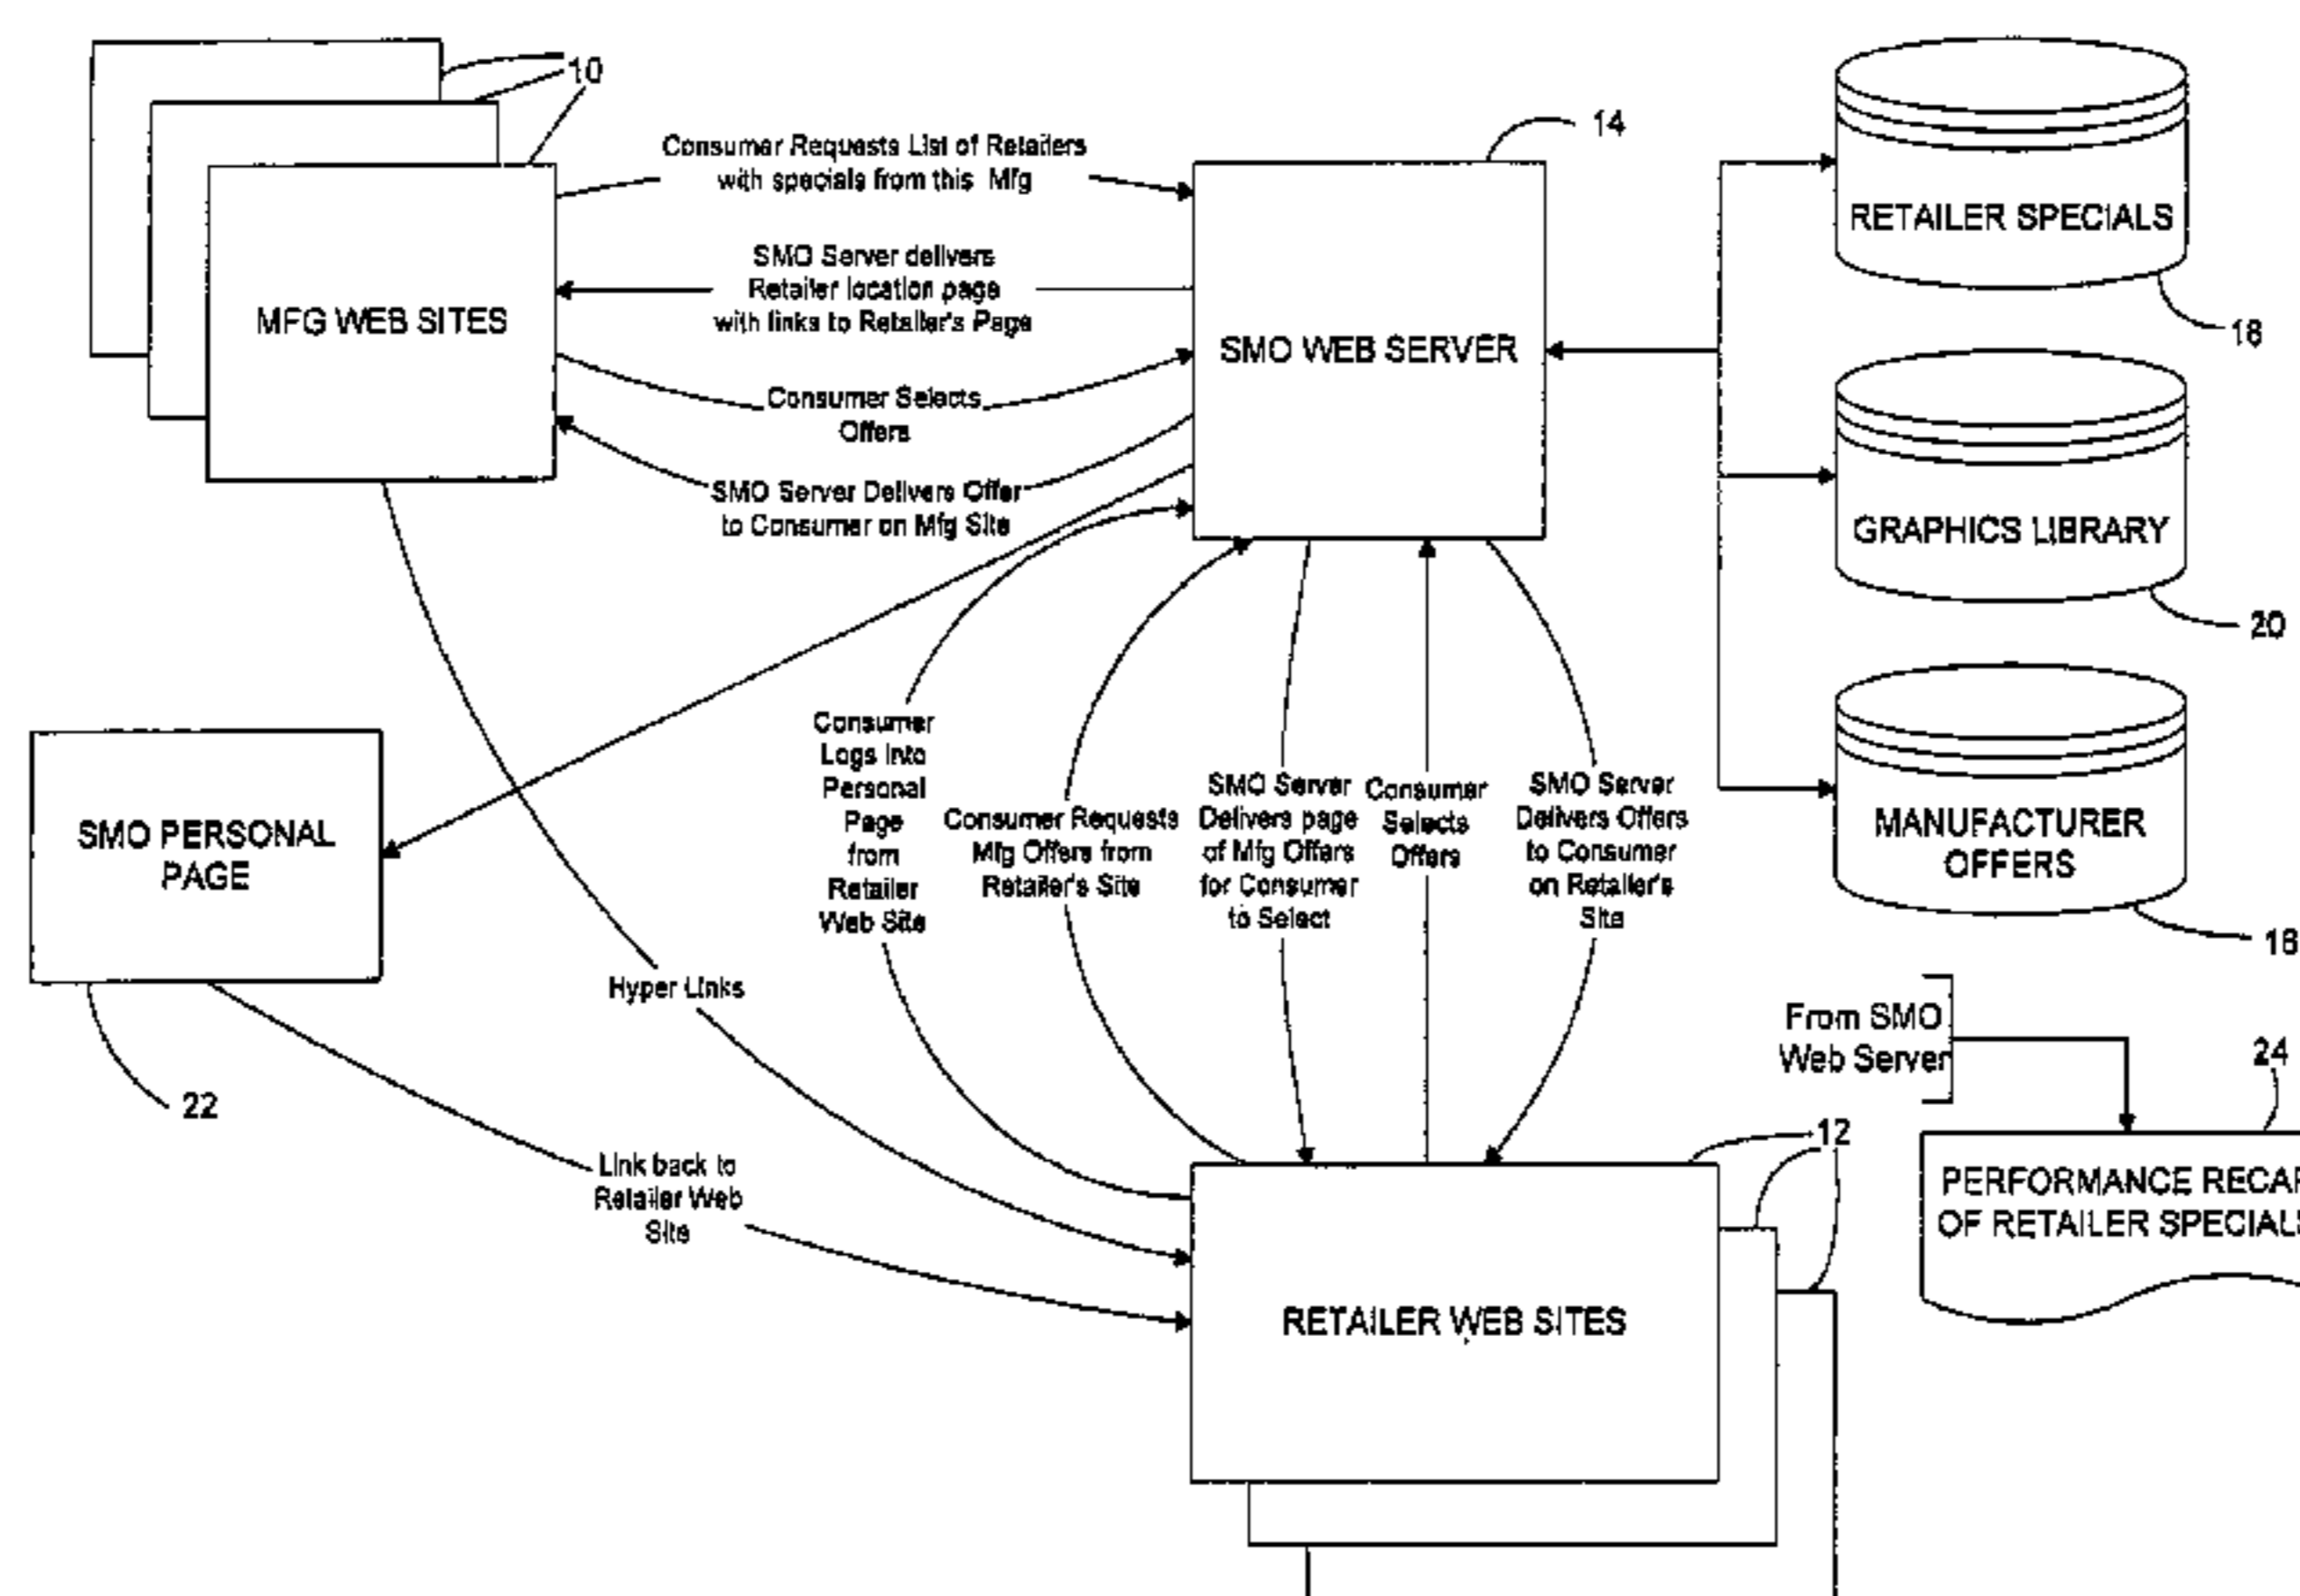 10
Consumer Requests List of Retailers
with specials from this Mfg
14
RETAILER SPECIALS
18
SMO Server delivers
Retailer location page
with links to Retailer's Page
MFG WEB SITES
SMO WEB SERVER
Consumer Selects
Offers
SMO Server Delivers Offer
to Consumer on Mfg Site
GRAPHICS LIBRARY
20
SMO PERSONAL
PAGE
22
Consumer
Logs into
Personal
Page
from
Retailer
Web Site
Consumer Requests
Mfg Offers from
Retailer's Site
SMO Server
Delivers page
of Mfg Offers
for Consumer
to Select
Consumer
Selects
Offers
SMO Server
Delivers Offers
to Consumer
on Retailer's
Site
MANUFACTURER
OFFERS
16
Hyper Links
From SMO
Web Server
24
12
Link back to
Retailer Web
Site
PERFORMANCE RECAP
OF RETAILER SPECIALS
RETAILER WEB SITES